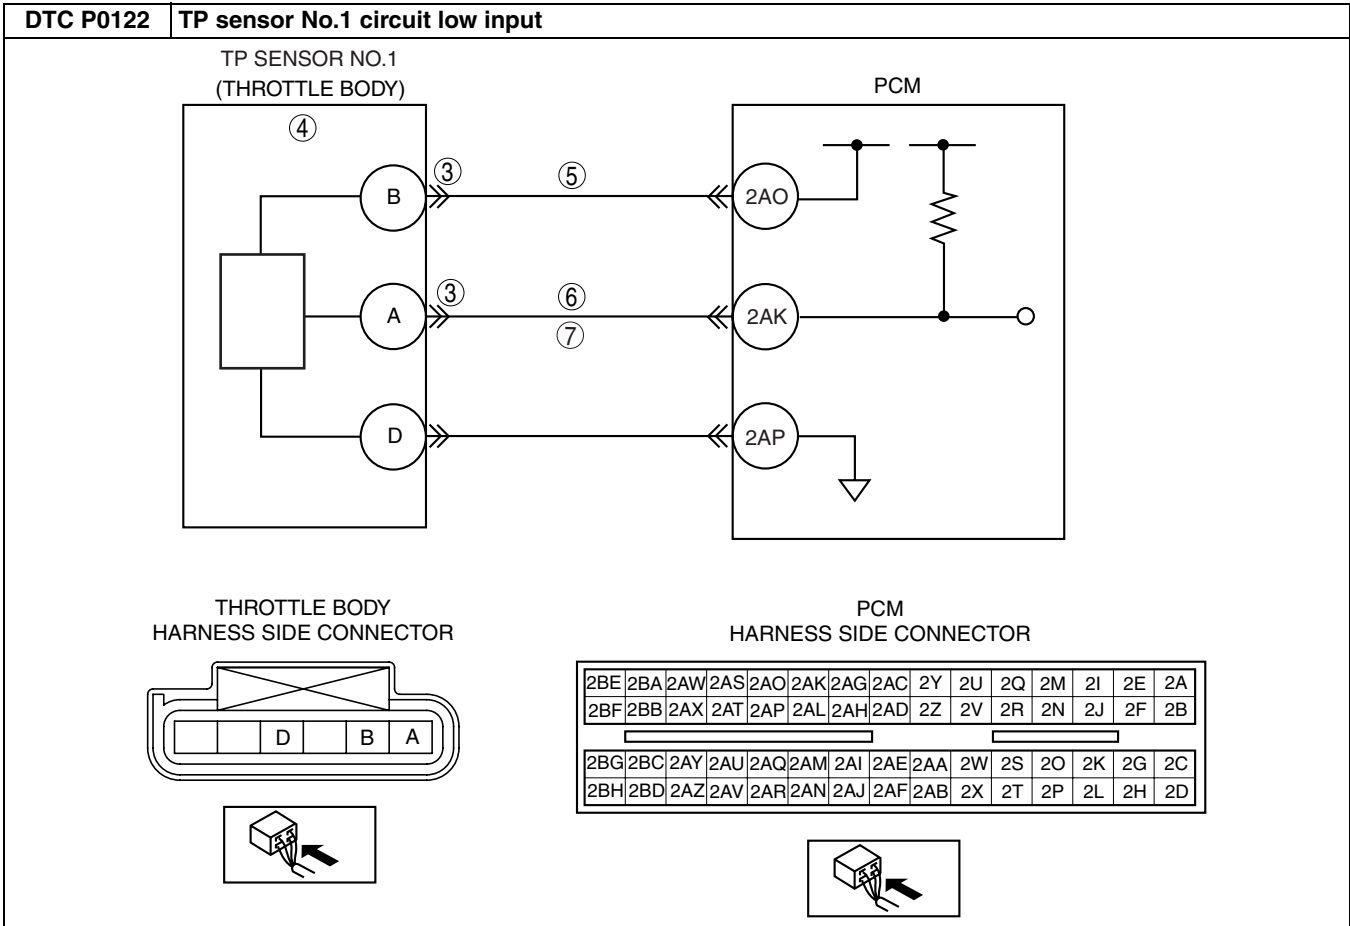 DTC P0122 TP sensor No.1 circuit low input
TP SENSOR NO.1
(THROTTLE BODY)
PCM
④
③
⑤
B
2AO
③
⑥
A
2AK
⑦
D
2AP
THROTTLE BODY
HARNESS SIDE CONNECTOR
D B A
PCM
HARNESS SIDE CONNECTOR
2BE 2BA 2AW 2AS 2AO 2AK 2AG 2AC 2Y 2U 2Q 2M 2I 2E 2A
2BF 2BB 2AX 2AT 2AP 2AL 2AH 2AD 2Z 2V 2R 2N 2J 2F 2B
2BG 2BC 2AY 2AU 2AQ 2AM 2AI 2AE 2AA 2W 2S 2O 2K 2G 2C
2BH 2BD 2AZ 2AV 2AR 2AN 2AJ 2AF 2AB 2X 2T 2P 2L 2H 2D